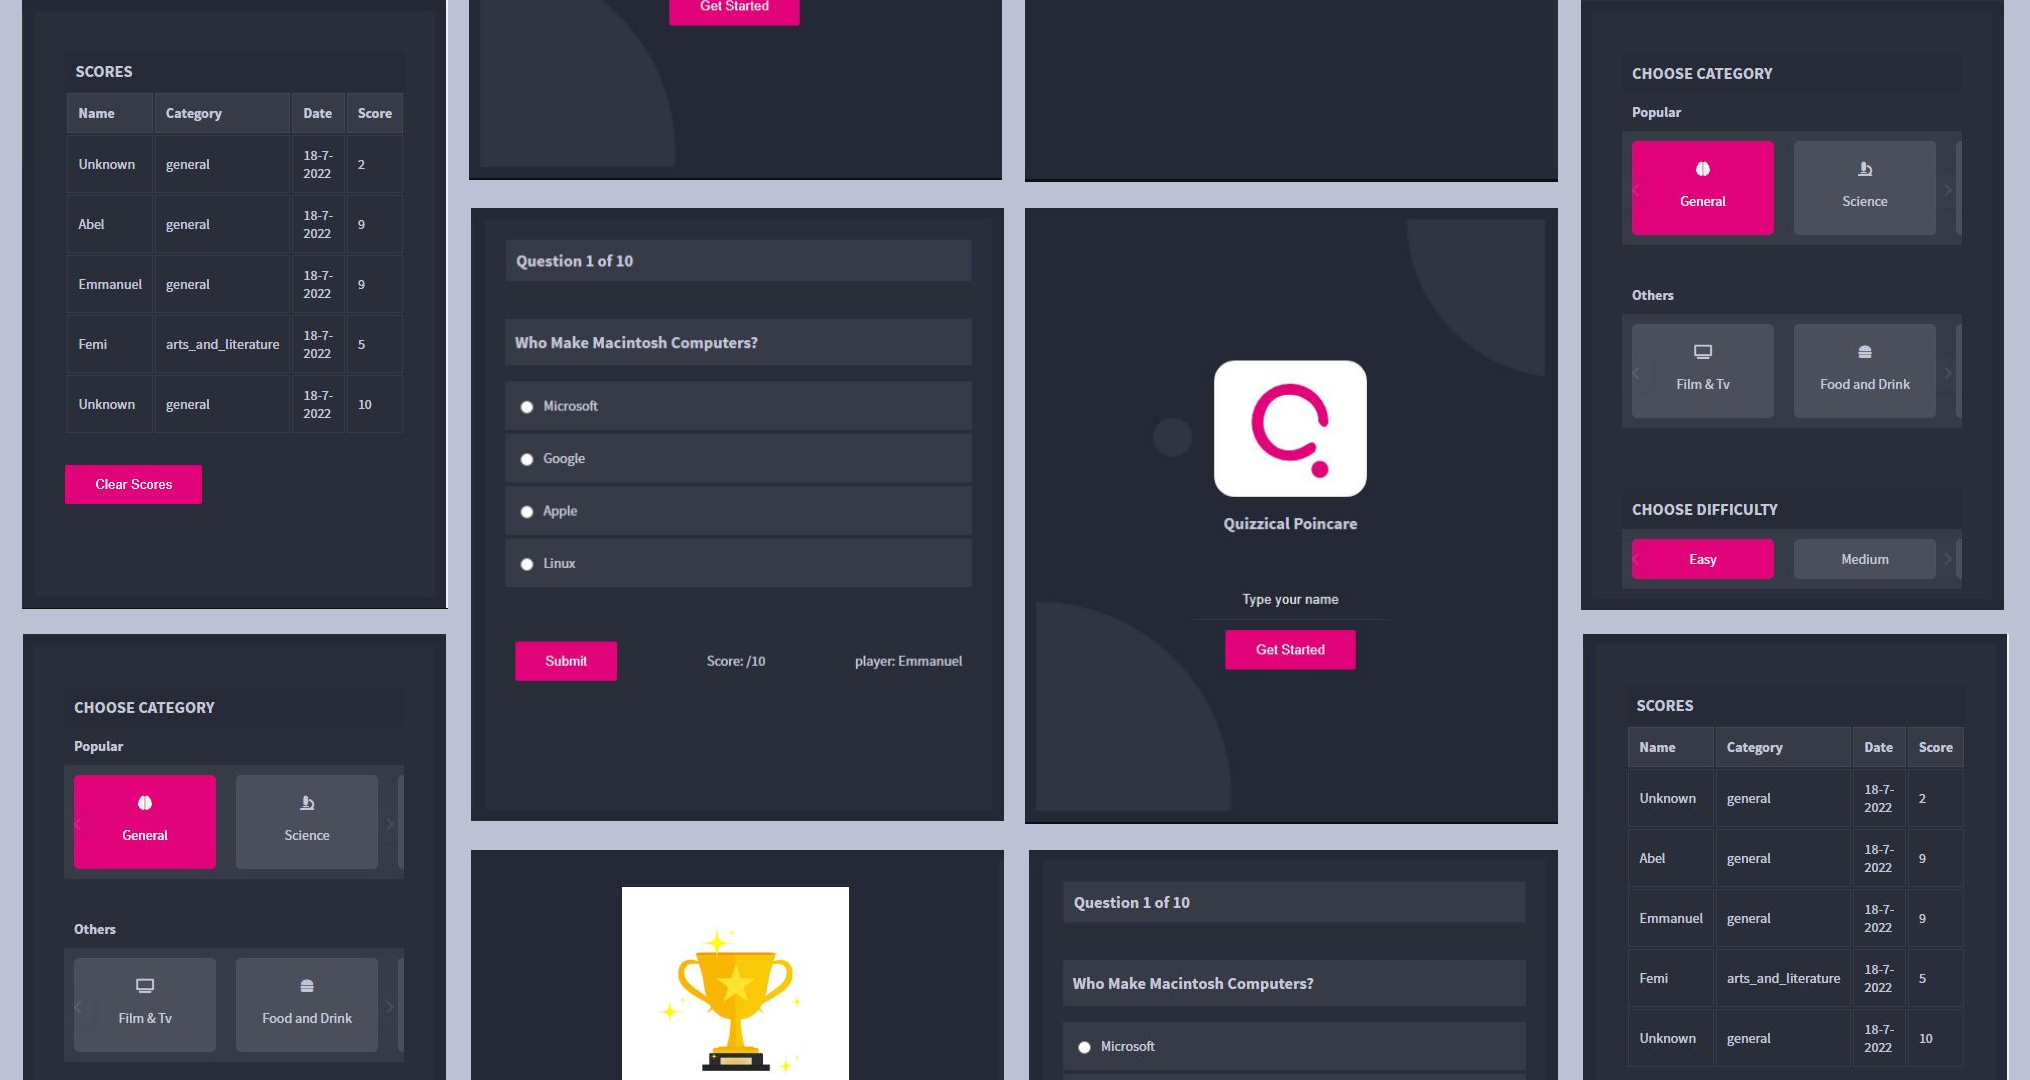 SCORES
Name Category Date Score
Unknown general 18-7-2022 2
Abel general 18-7-2022 9
Emmanuel general 18-7-2022 9
Femi arts_and_literature 18-7-2022 5
Unknown general 18-7-2022 10
Clear Scores
CHOOSE CATEGORY
Popular
General Science
Others
Film & Tv Food and Drink
Get Started
Question 1 of 10
Who Make Macintosh Computers?
Microsoft
Google
Apple
Linux
Submit Score: /10 player: Emmanuel
Quizzical Poincare
Type your name
Get Started
Question 1 of 10
Who Make Macintosh Computers?
Microsoft
CHOOSE CATEGORY
Popular
General Science
Others
Film & Tv Food and Drink
CHOOSE DIFFICULTY
Easy Medium
SCORES
Name Category Date Score
Unknown general 18-7-2022 2
Abel general 18-7-2022 9
Emmanuel general 18-7-2022 9
Femi arts_and_literature 18-7-2022 5
Unknown general 18-7-2022 10